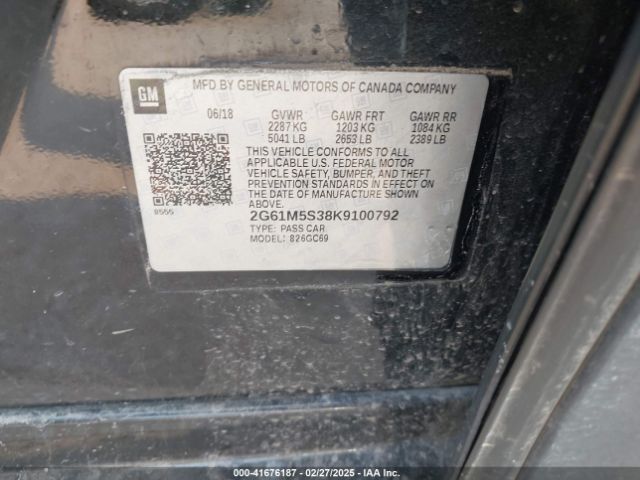 GM
MFD BY GENERAL MOTORS OF CANADA COMPANY
06/18 GVWR GAWR FRT GAWR RR
2287 KG 1203 KG 1084 KG
5041 LB 2653 LB 2389 LB
THIS VEHICLE CONFORMS TO ALL
APPLICABLE U.S. FEDERAL MOTOR
VEHICLE SAFETY, BUMPER, AND THEFT
PREVENTION STANDARDS IN EFFECT ON
THE DATE OF MANUFACTURE SHOWN
ABOVE.
8555
2G61M5S38K9100792
TYPE: PASS CAR
MODEL: 826GC69
000-41676187 - 02/27/2025 - IAA Inc.